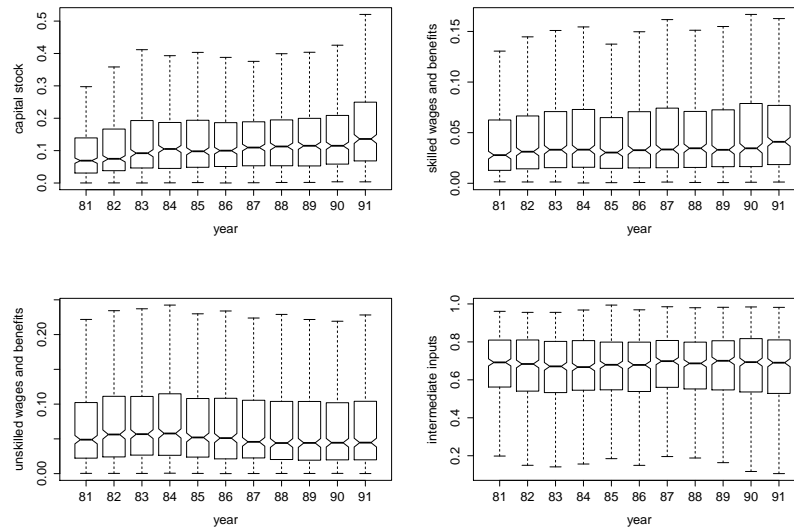 capital stock
0.0 0.1 0.2 0.3 0.4 0.5
81 82 83 84 85 86 87 88 89 90 91
year
skilled wages and benefits
0.00 0.05 0.10 0.15
81 82 83 84 85 86 87 88 89 90 91
year
unskilled wages and benefits
0.00 0.10 0.20
81 82 83 84 85 86 87 88 89 90 91
year
intermediate inputs
0.2 0.4 0.6 0.8 1.0
81 82 83 84 85 86 87 88 89 90 91
year